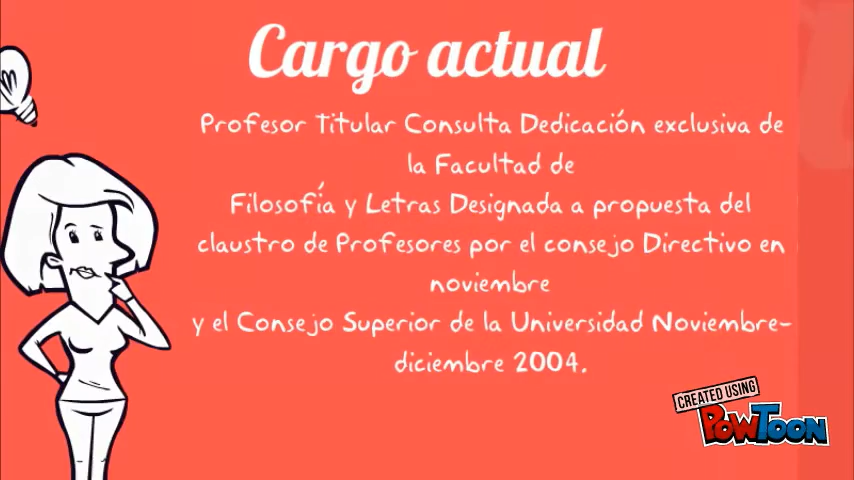 Cargo actual
Profesor Titular Consulta Dedicación exclusiva de
la Facultad de
Filosofía y Letras Designada a propuesta del
claustro de Profesores por el consejo Directivo en
noviembre
y el Consejo Superior de la Universidad Noviembre-
diciembre 2004.
CREATED USING
POWTOON